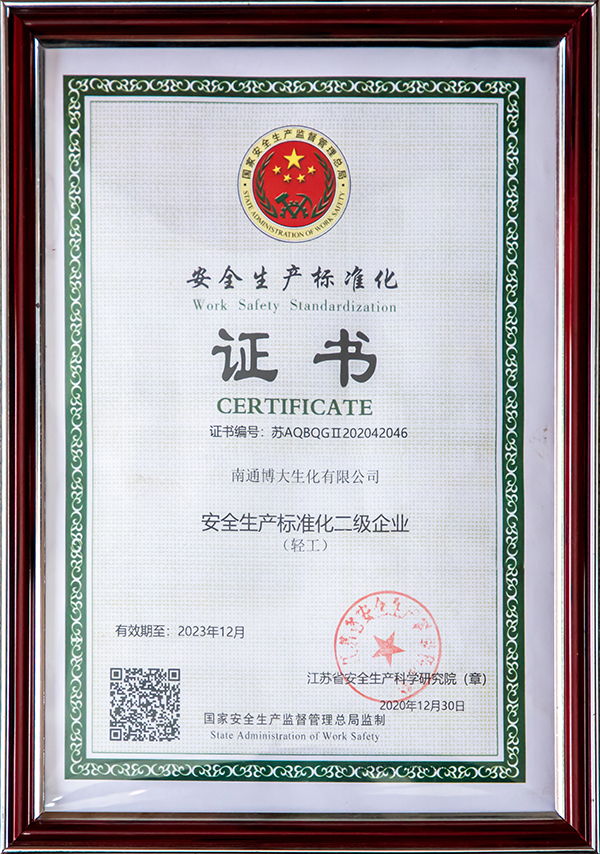 国家安全生产监督管理总局
STATE ADMINISTRATION OF WORK SAFETY
安全生产标准化
Work Safety Standardization
证书
CERTIFICATE
证书编号：苏AQBQGⅡ202042046
南通博大生化有限公司
安全生产标准化二级企业
（轻工）
有效期至：2023年12月
江苏省安全生产科学研究院（章）
2020年12月30日
国家安全生产监督管理总局监制
State Administration of Work Safety